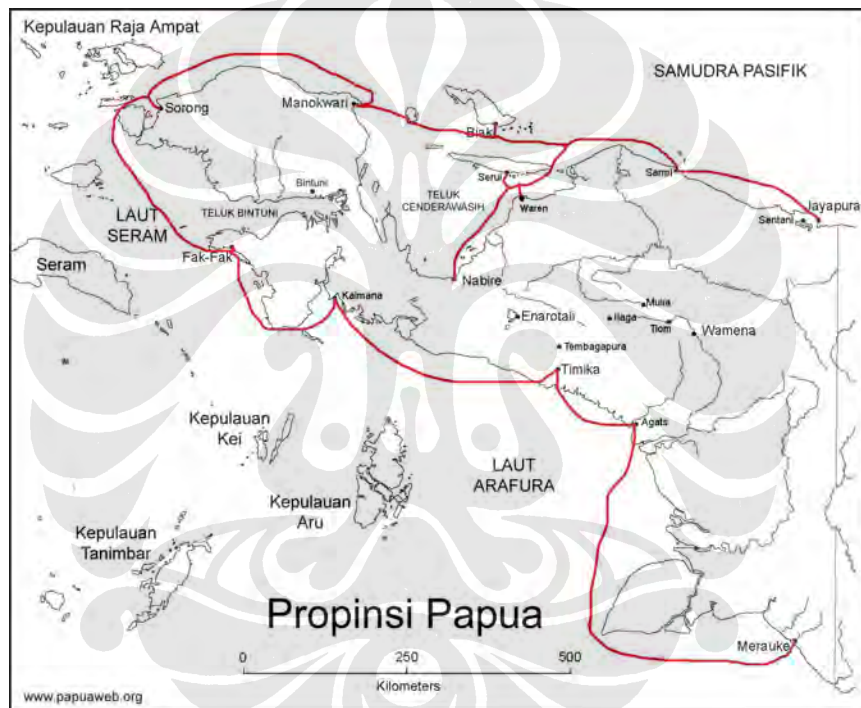 Kepulauan Raja Ampat
SAMUDRA PASIFIK
Sorong
Manokwari
Biak
Sarmi
Serui
Bintuni
TELUK
CENDERAWASIH
Waren
Jayapura
Sentani
LAUT
SERAM
TELUK BINTUNI
Fak-Fak
Seram
Nabire
Kaimana
Enarotali
Mulia
Ilaga
Tiom
Wamena
Tembagapura
Timika
Kepulauan
Kei
Agats
LAUT
ARAFURA
Kepulauan
Aru
Kepulauan
Tanimbar
Propinsi Papua
Merauke
0
250
500
Kilometers
www.papuaweb.org